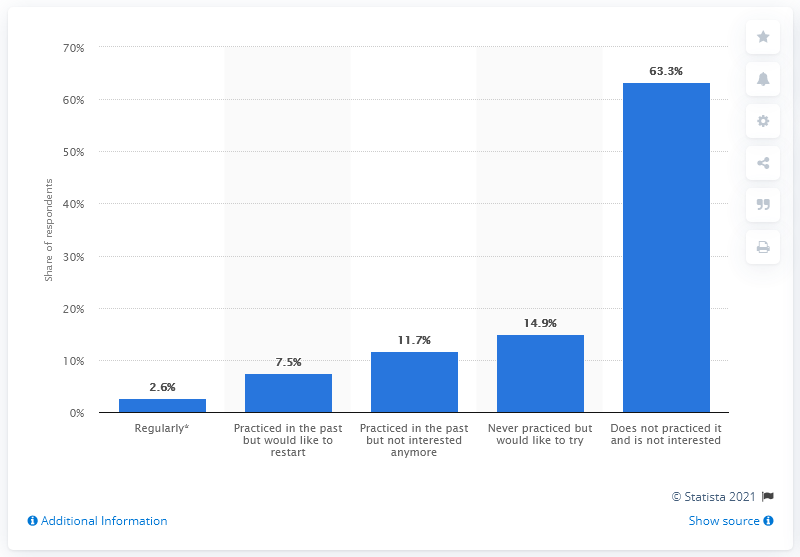 70%
60%
50%
40%
30%
20%
10%
0%
Share of respondents
2.6%
7.5%
11.7%
14.9%
63.3%
Regularly*
Practiced in the past
but would like to
restart
Practiced in the past
but not interested
anymore
Never practiced but
would like to try
Does not practiced it
and is not interested
© Statista 2021
Additional Information
Show source